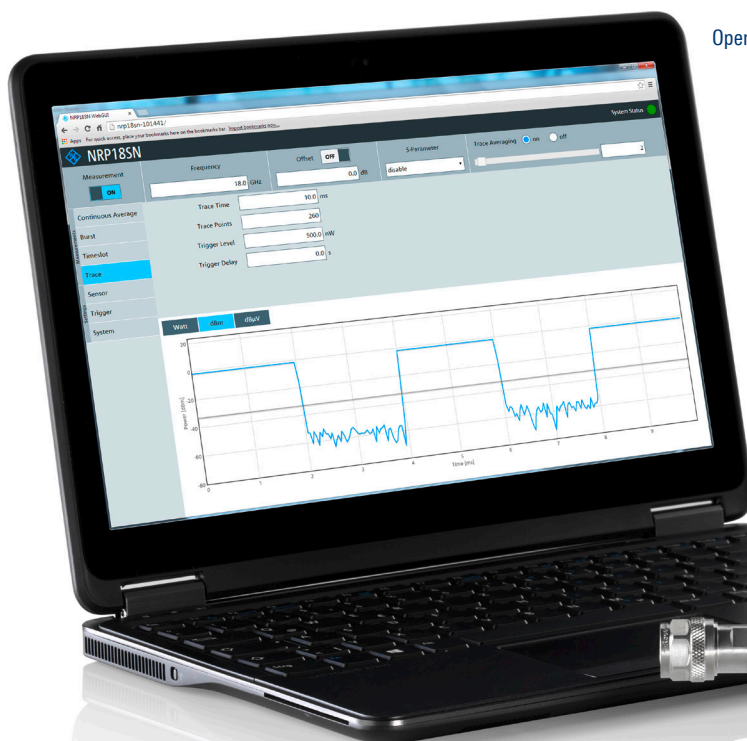 Oper
NRP18SN WebGUI
nrp18sn-101441/
Apps For quick access, place your bookmarks here on the bookmarks bar. Import bookmarks now...
NRP18SN
System Status
Measurement
ON
Frequency
18.0 GHz
Offset OFF
0.0 dB
S-Parameter
disable
Trace Averaging on off
2
Continuous Average
Burst
Timeslot
Trace
Sensor
Trigger
System
Measurements
Settings
Trace Time 10.0 ms
Trace Points 260
Trigger Level 500.0 nW
Trigger Delay 0.0 s
Watt dBm dBµV
20
0
-20
-40
-60
-80
Power [dBm]
0 1 2 3 4 5 6 7 8 9
Time [ms]